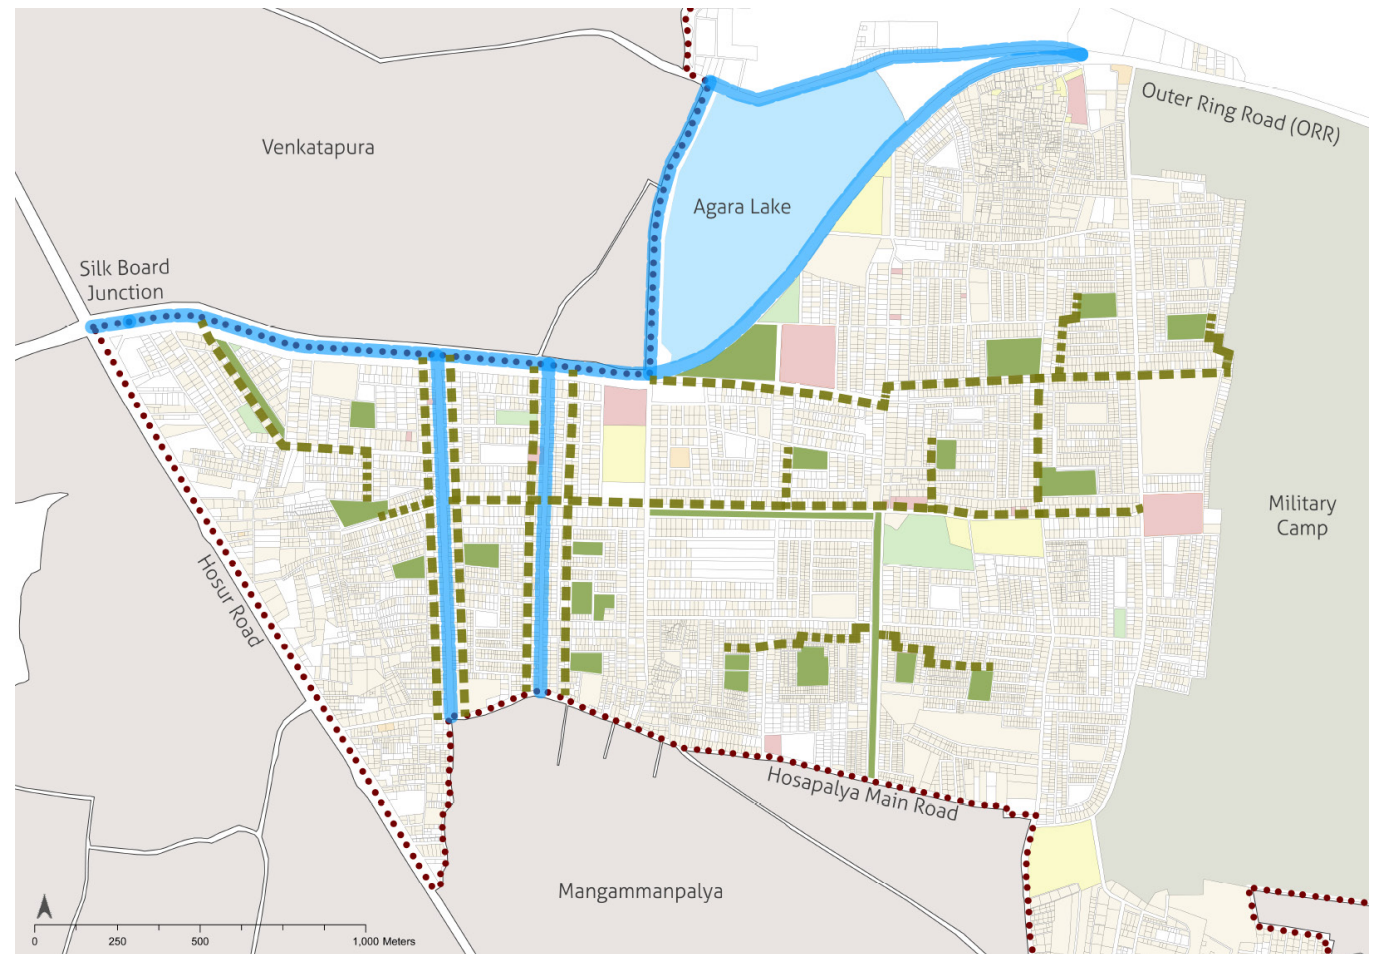 Outer Ring Road (ORR)
Venkatapura
Agara Lake
Silk Board
Junction
Military
Camp
Hosur Road
Hosapalya Main Road
Mangammanpalya
0 250 500 1,000 Meters